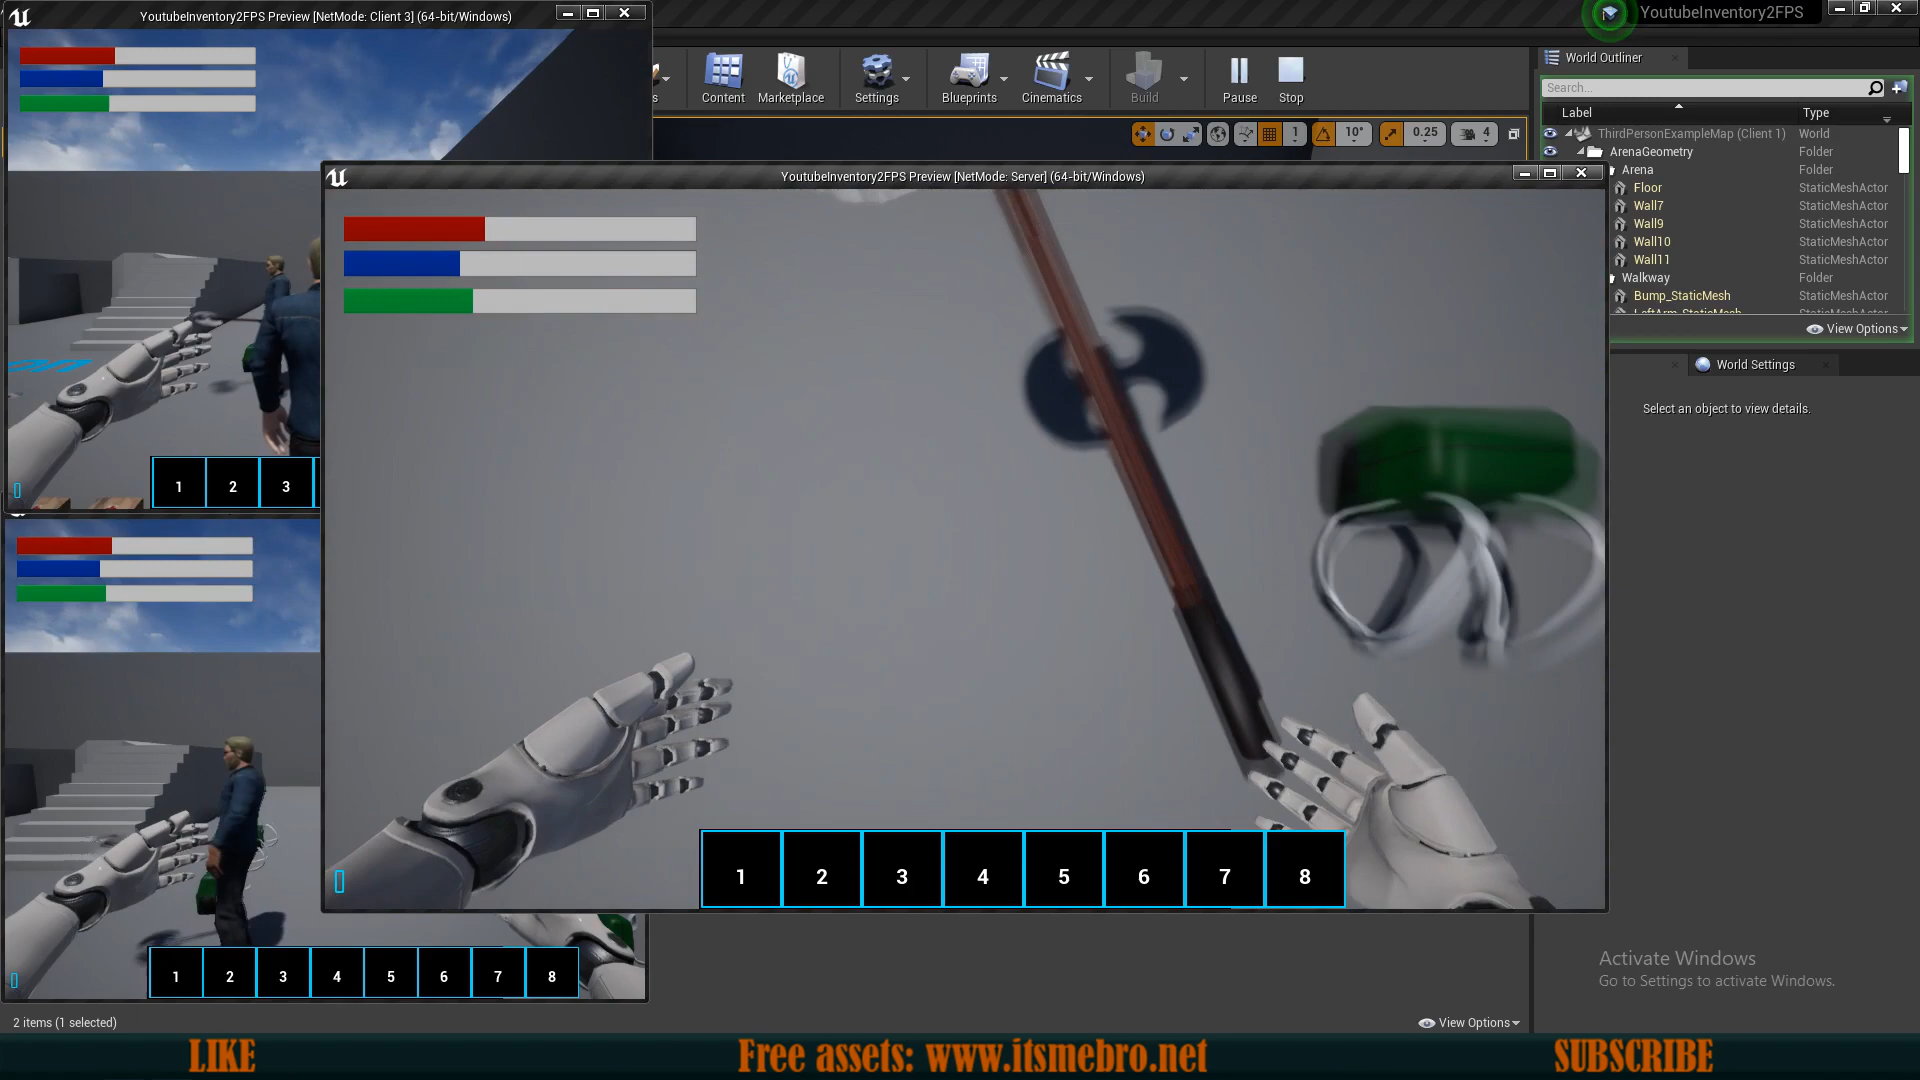 YoutubeInventory2FPS Preview [NetMode: Client 3] (64-bit/Windows)
YoutubeInventory2FPS
Content
Marketplace
Settings
Blueprints
Cinematics
Build
Pause
Stop
World Outliner
Search...
Label
Type
1
10°
0.25
4
ThirdPersonExampleMap (Client 1) World
ArenaGeometry Folder
Arena Folder
Floor StaticMeshActor
Wall7 StaticMeshActor
Wall9 StaticMeshActor
Wall10 StaticMeshActor
Wall11 StaticMeshActor
Walkway Folder
Bump_StaticMesh StaticMeshActor
LeftArm_StaticMesh StaticMeshActor
View Options
YoutubeInventory2FPS Preview [NetMode: Server] (64-bit/Windows)
World Settings
Select an object to view details.
1 2 3
1 2 3 4 5 6 7 8
1 2 3 4 5 6 7 8
Activate Windows
Go to Settings to activate Windows.
2 items (1 selected)
View Options
LIKE
Free assets: www.itsmebro.net
SUBSCRIBE